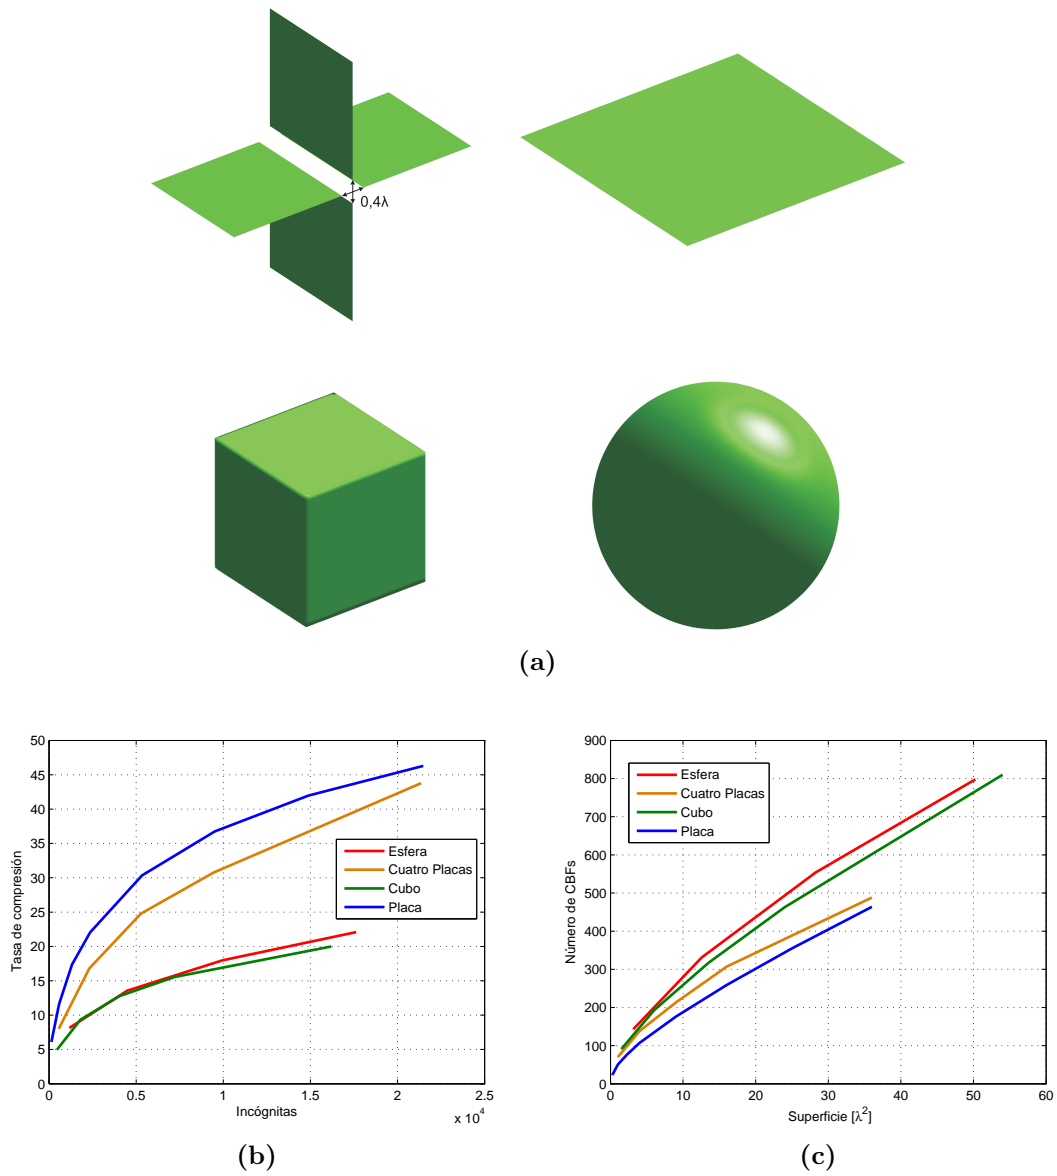 0,4λ
(a)
50
45
40
35
30
25
20
15
10
5
0
Tasa de compresión
Esfera
Cuatro Placas
Cubo
Placa
0 0.5 1 1.5 2 2.5
Incógnitas
x 10⁴
(b)
900
800
700
600
500
400
300
200
100
0
Número de CBFs
Esfera
Cuatro Placas
Cubo
Placa
0 10 20 30 40 50 60
Superficie [λ²]
(c)